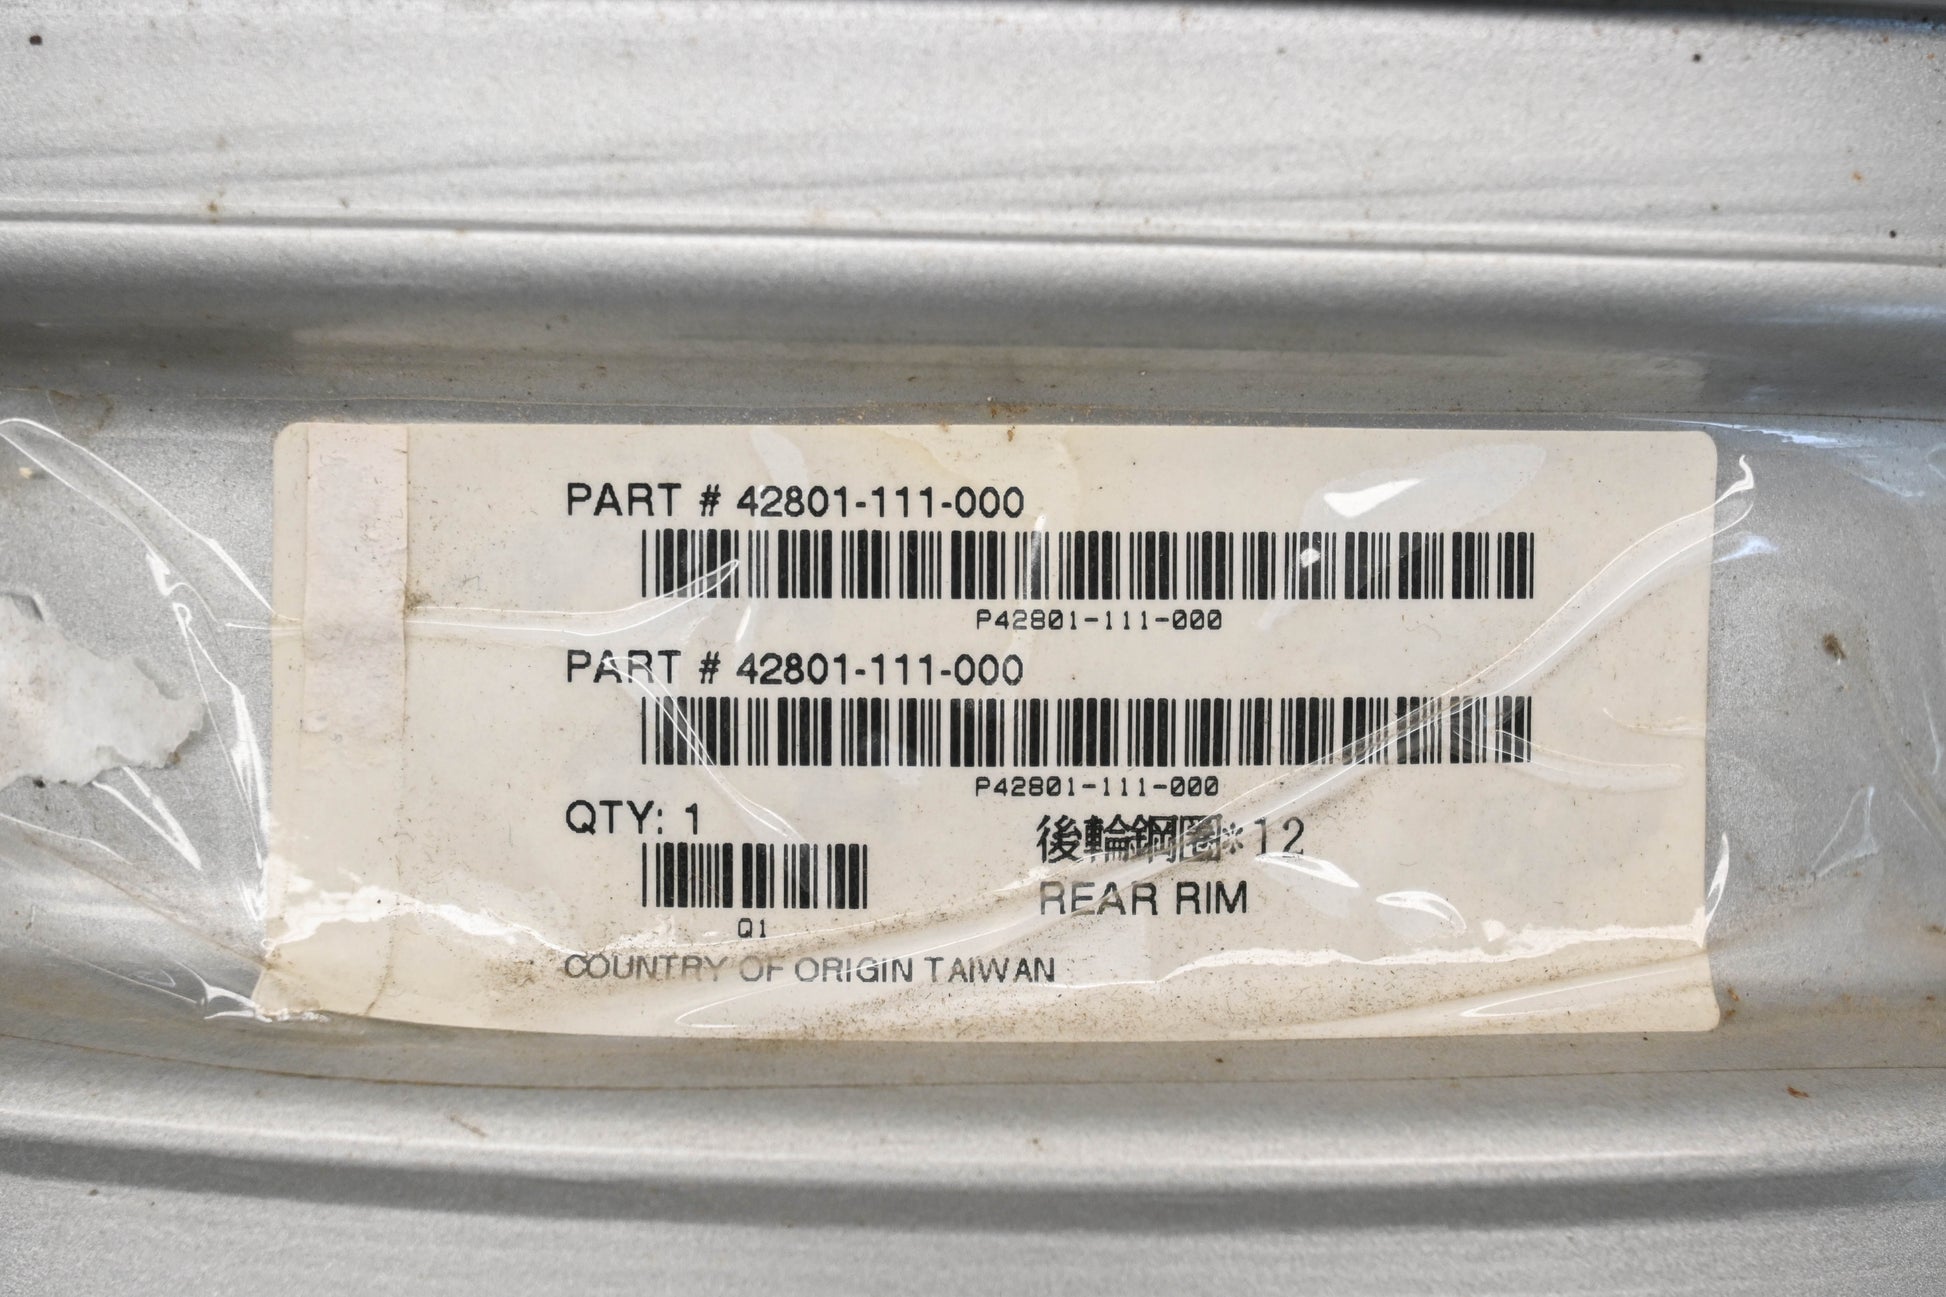 PART # 42801-111-000
P42801-111-000
PART # 42801-111-000
P42801-111-000
QTY: 1
後輪鋼圈*12
Q1
REAR RIM
COUNTRY OF ORIGIN TAIWAN